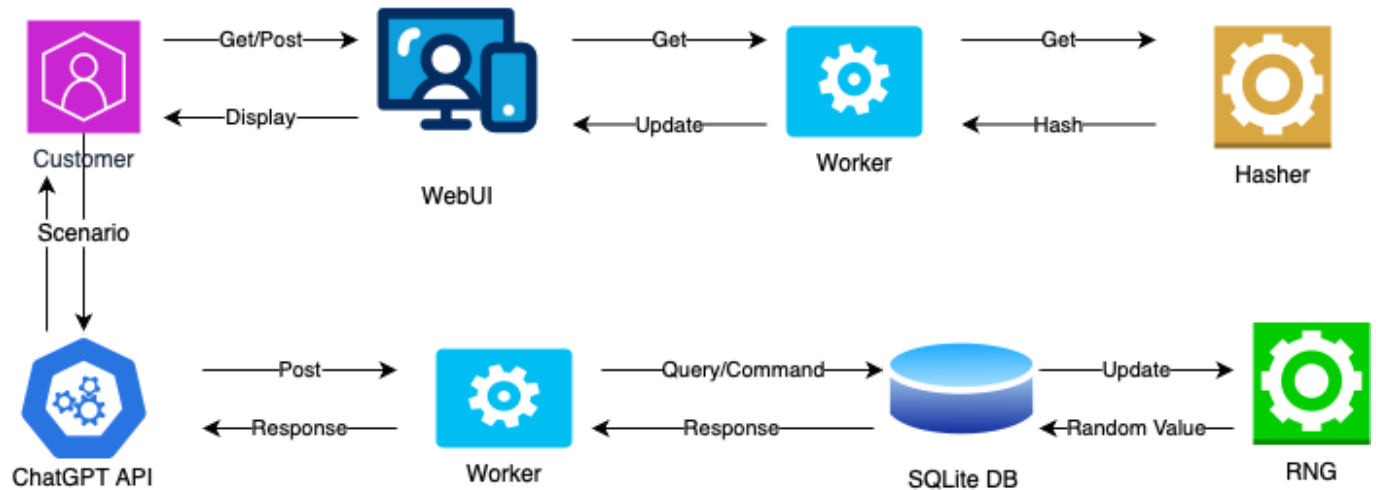 Get/Post
Get
Get
Display
Update
Hash
Customer
WebUI
Worker
Hasher
Scenario
Post
Query/Command
Update
Response
Response
Random Value
ChatGPT API
Worker
SQLite DB
RNG